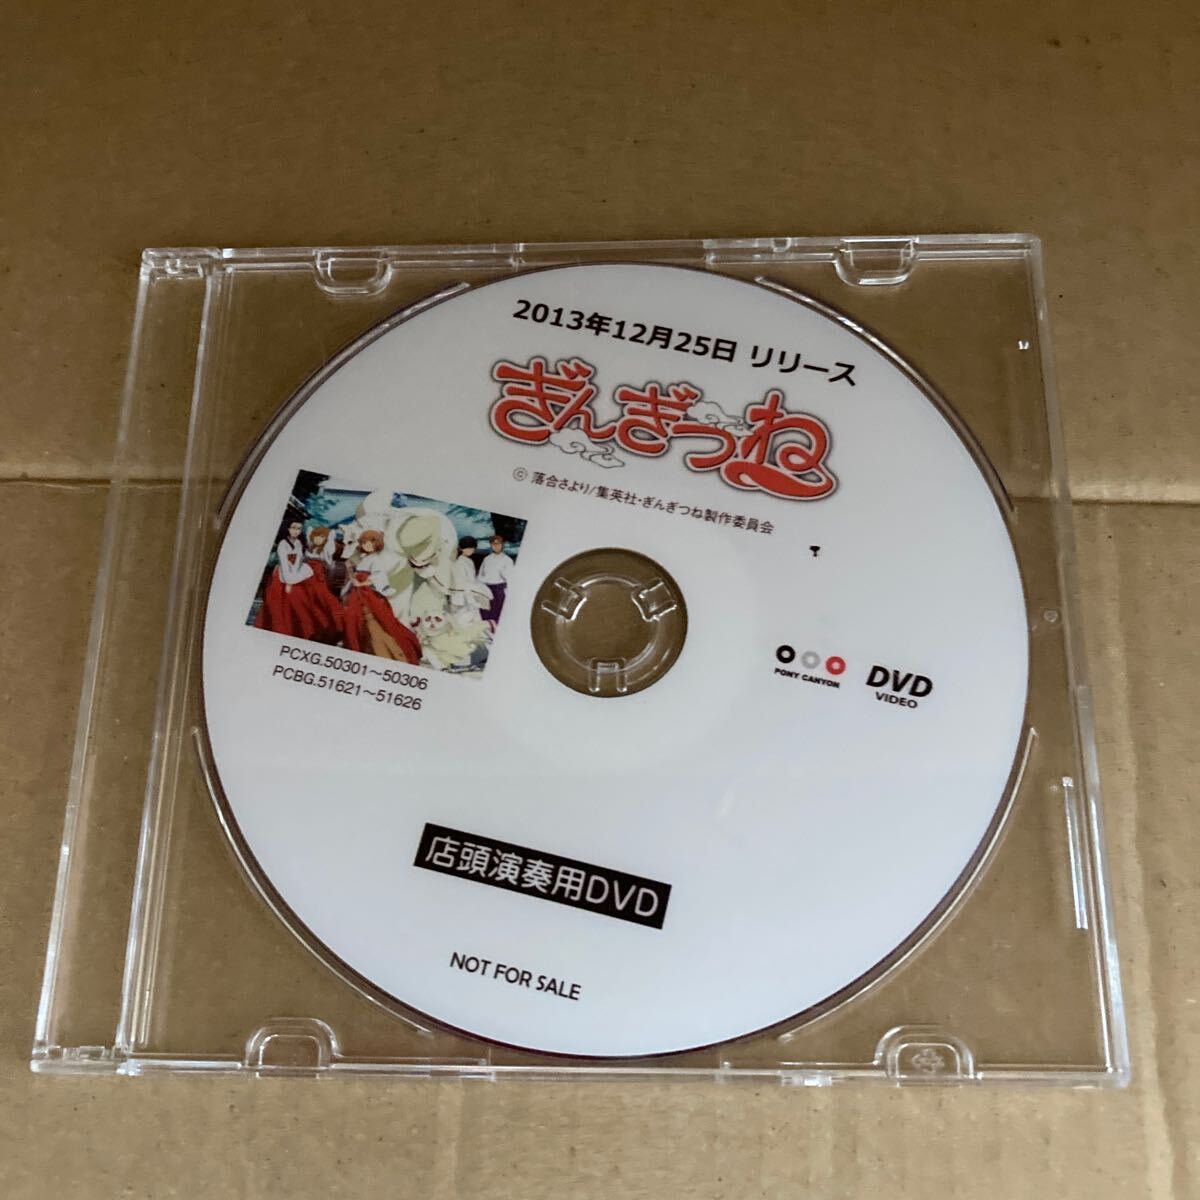 2013年12月25日 リリース
ぎんぎつね
© 落合さより/集英社・ぎんぎつね製作委員会
PCXG.50301～50306
PCBG.51621～51626
PONY CANYON
DVD
VIDEO
店頭演奏用DVD
NOT FOR SALE